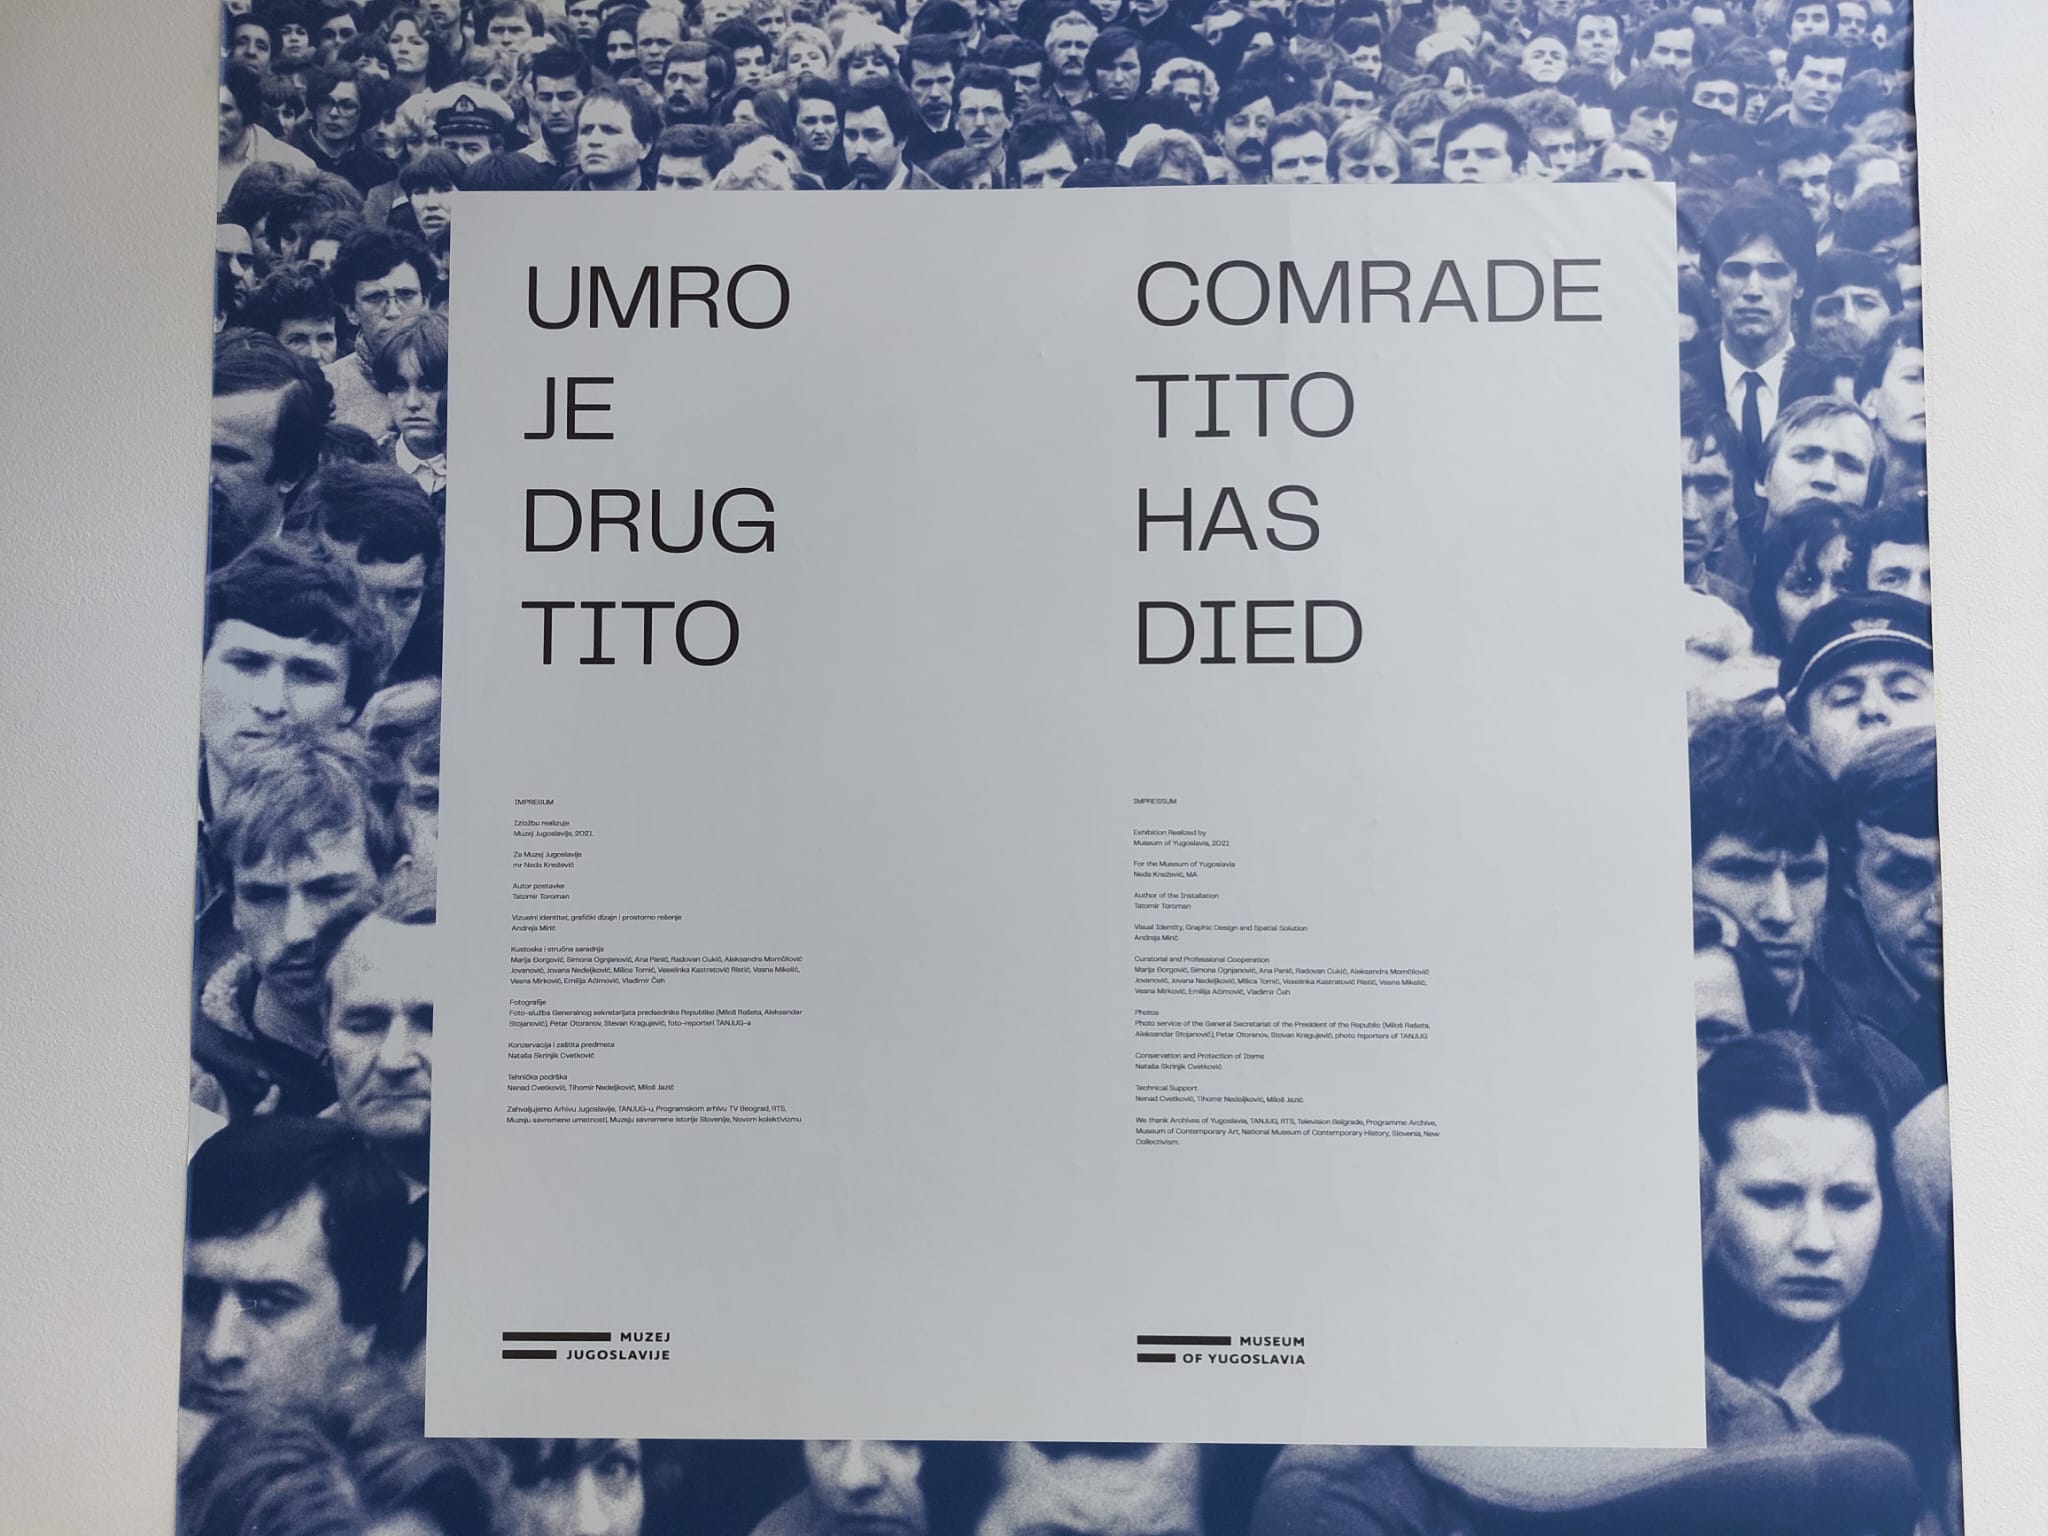 UMRO
JE
DRUG
TITO
IMPRESUM
Izložbu realizuje
Muzej Jugoslavije, 2021.
Za Muzej Jugoslavije
mr Neda Knežević
Autor postavke
Tatomir Toroman
Vizuelni identitet, grafički dizajn i prostorno rešenje
Andreja Mirić
Kustoska i stručna saradnja
Marija Đorgović, Simona Ognjanović, Ana Panić, Radovan Cukić, Aleksandra Momčilović
Jovanović, Jovana Nedeljković, Milica Tomić, Veselinka Kastratović Ristić, Vesna Mikelić,
Vesna Mirković, Emilija Aćimović, Vladimir Čeh
Fotografije
Foto-služba Generalnog sekretarijata predsednika Republike (Miloš Rašeta, Aleksandar
Stojanović), Petar Otoranov, Stevan Kragujević, foto-reporteri TANJUG-a
Konzervacija i zaštita predmeta
Nataša Skrinjik Cvetković
Tehnička podrška
Nenad Cvetković, Tihomir Nedeljković, Miloš Jazić
Zahvaljujemo Arhivu Jugoslavije, TANJUG-u, Programskom arhivu TV Beograd, RTS,
Muzeju savremene umetnosti, Muzeju savremene istorije Slovenije, Novom kolektivizmu
MUZEJ
JUGOSLAVIJE
COMRADE
TITO
HAS
DIED
IMPRESSUM
Exhibition Realized by
Museum of Yugoslavia, 2021
For the Museum of Yugoslavia
Neda Knežević, MA
Author of the Installation
Tatomir Toroman
Visual Identity, Graphic Design and Spatial Solution
Andreja Mirić
Curatorial and Professional Cooperation
Marija Đorgović, Simona Ognjanović, Ana Panić, Radovan Cukić, Aleksandra Momčilović
Jovanović, Jovana Nedeljković, Milica Tomić, Veselinka Kastratović Ristić, Vesna Mikelić,
Vesna Mirković, Emilija Aćimović, Vladimir Čeh
Photos
Photo service of the General Secretariat of the President of the Republic (Miloš Rašeta,
Aleksandar Stojanović), Petar Otoranov, Stevan Kragujević, photo reporters of TANJUG
Conservation and Protection of Items
Nataša Skrinjik Cvetković
Technical Support
Nenad Cvetković, Tihomir Nedeljković, Miloš Jazić
We thank Archives of Yugoslavia, TANJUG, RTS, Television Belgrade, Programme Archive,
Museum of Contemporary Art, National Museum of Contemporary History, Slovenia, New
Collectivism.
MUSEUM
OF YUGOSLAVIA